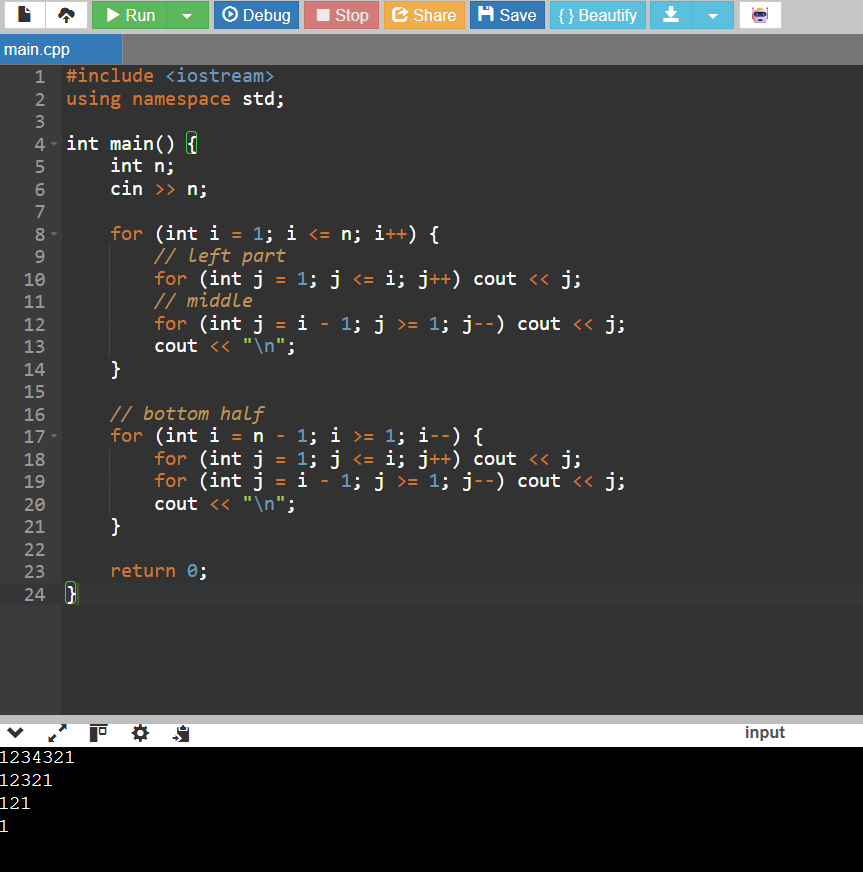 Run Debug Stop Share Save { } Beautify
main.cpp
1 #include <iostream>
2 using namespace std;
3
4 int main() {
5     int n;
6     cin >> n;
7
8     for (int i = 1; i <= n; i++) {
9         // left part
10         for (int j = 1; j <= i; j++) cout << j;
11         // middle
12         for (int j = i - 1; j >= 1; j--) cout << j;
13         cout << "\n";
14     }
15
16     // bottom half
17     for (int i = n - 1; i >= 1; i--) {
18         for (int j = 1; j <= i; j++) cout << j;
19         for (int j = i - 1; j >= 1; j--) cout << j;
20         cout << "\n";
21     }
22
23     return 0;
24 }
input
1234321
12321
121
1